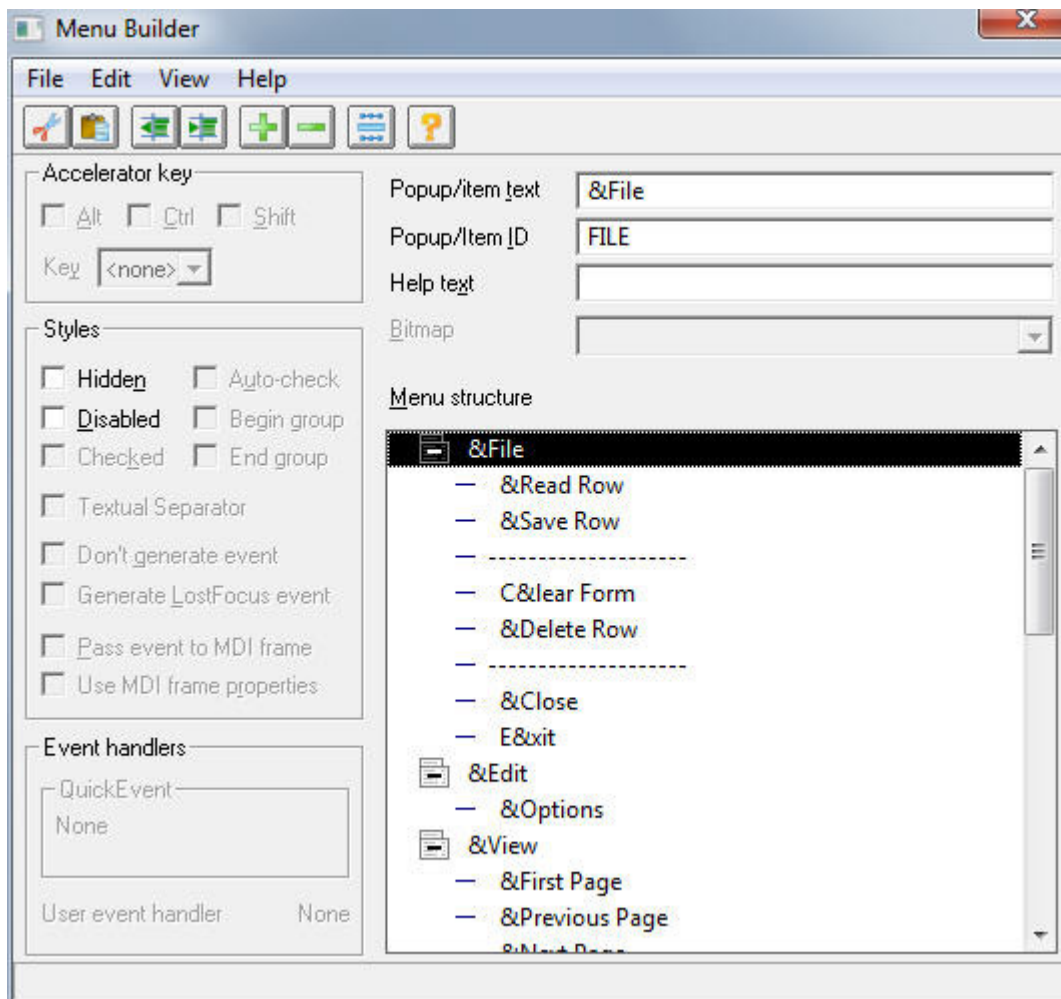 Menu Builder
X
File Edit View Help
?
Accelerator key
Alt Ctrl Shift
Key <none>
Popup/item text &File
Popup/Item ID FILE
Help text
Bitmap
Styles
Hidden Auto-check
Disabled Begin group
Checked End group
Textual Separator
Don't generate event
Generate LostFocus event
Pass event to MDI frame
Use MDI frame properties
Event handlers
QuickEvent
None
User event handler None
Menu structure
&File
&Read Row
&Save Row
--------------------
C&lear Form
&Delete Row
--------------------
&Close
E&xit
&Edit
&Options
&View
&First Page
&Previous Page
&Next Page